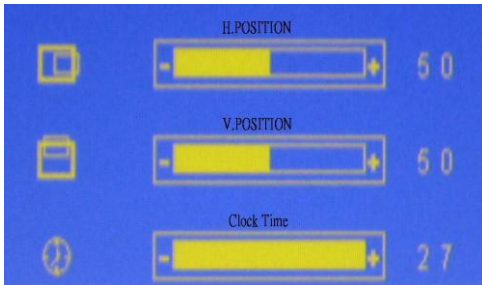 H.POSITION
- + 50
V.POSITION
- + 50
Clock Time
- + 27